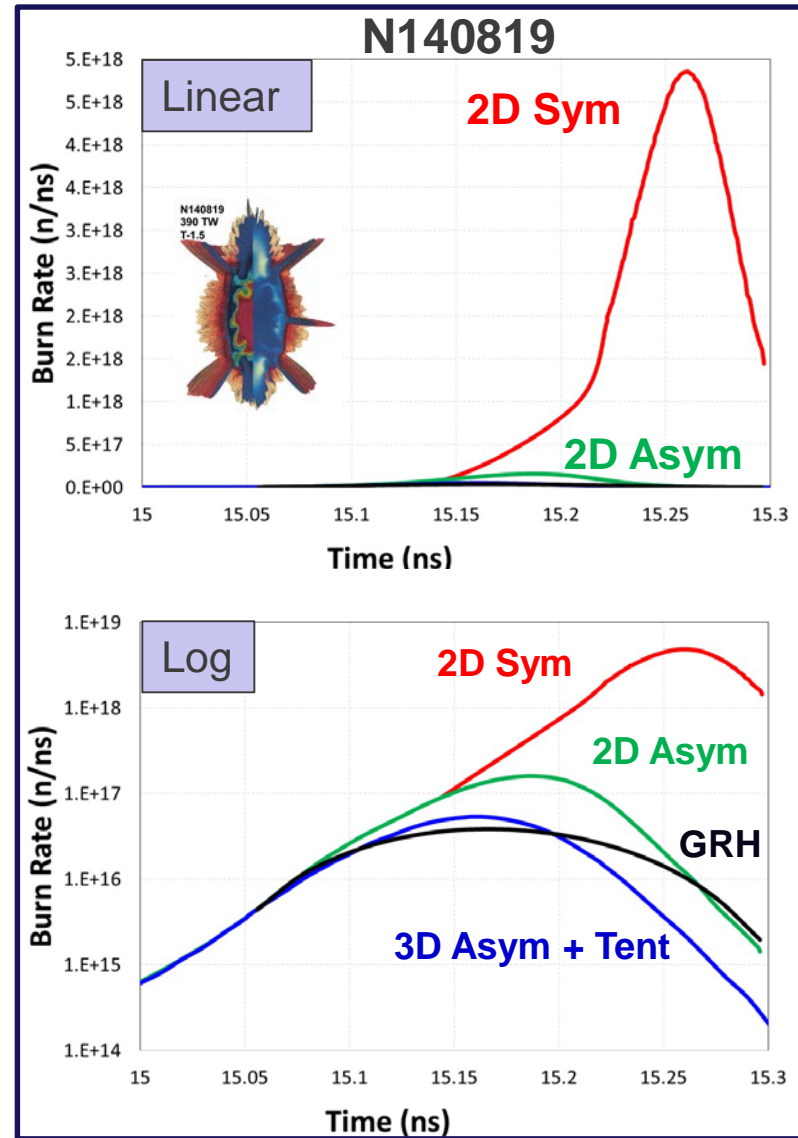 N140819
Linear
5.E+18
5.E+18
4.E+18
4.E+18
3.E+18
3.E+18
2.E+18
2.E+18
1.E+18
5.E+17
0.E+00
Burn Rate (n/ns)
2D Sym
N140819
390 TW
T-1.5
2D Asym
15 15.05 15.1 15.15 15.2 15.25 15.3
Time (ns)
Log
1.E+19
1.E+18
1.E+17
1.E+16
1.E+15
1.E+14
Burn Rate (n/ns)
2D Sym
2D Asym
GRH
3D Asym + Tent
15 15.05 15.1 15.15 15.2 15.25 15.3
Time (ns)